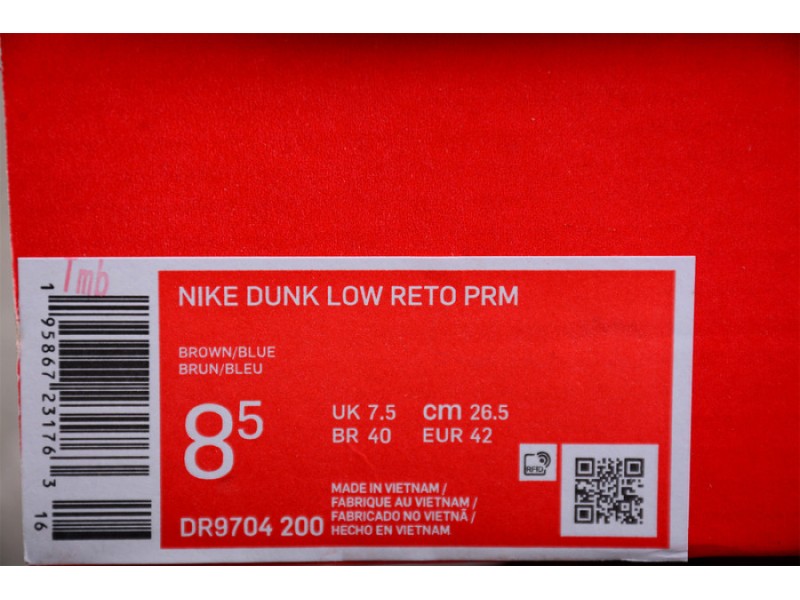 Tmb
1 95867 23176 3
16
NIKE DUNK LOW RETO PRM
BROWN/BLUE
BRUN/BLEU
8 5
UK 7.5 cm 26.5
BR 40 EUR 42
RFID
MADE IN VIETNAM /
FABRIQUE AU VIETNAM /
FABRICADO NO VIETNÃ /
HECHO EN VIETNAM
DR9704 200